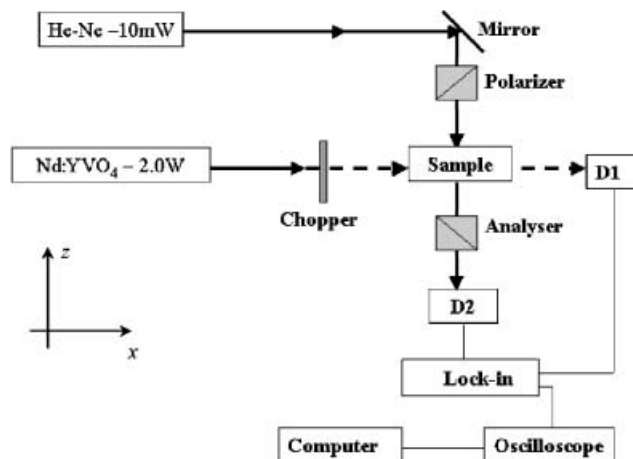 He-Ne –10mW
Mirror
Polarizer
Nd:YVO₄ – 2.0W
Sample
D1
Chopper
Analyser
z
D2
x
Lock-in
Computer
Oscilloscope